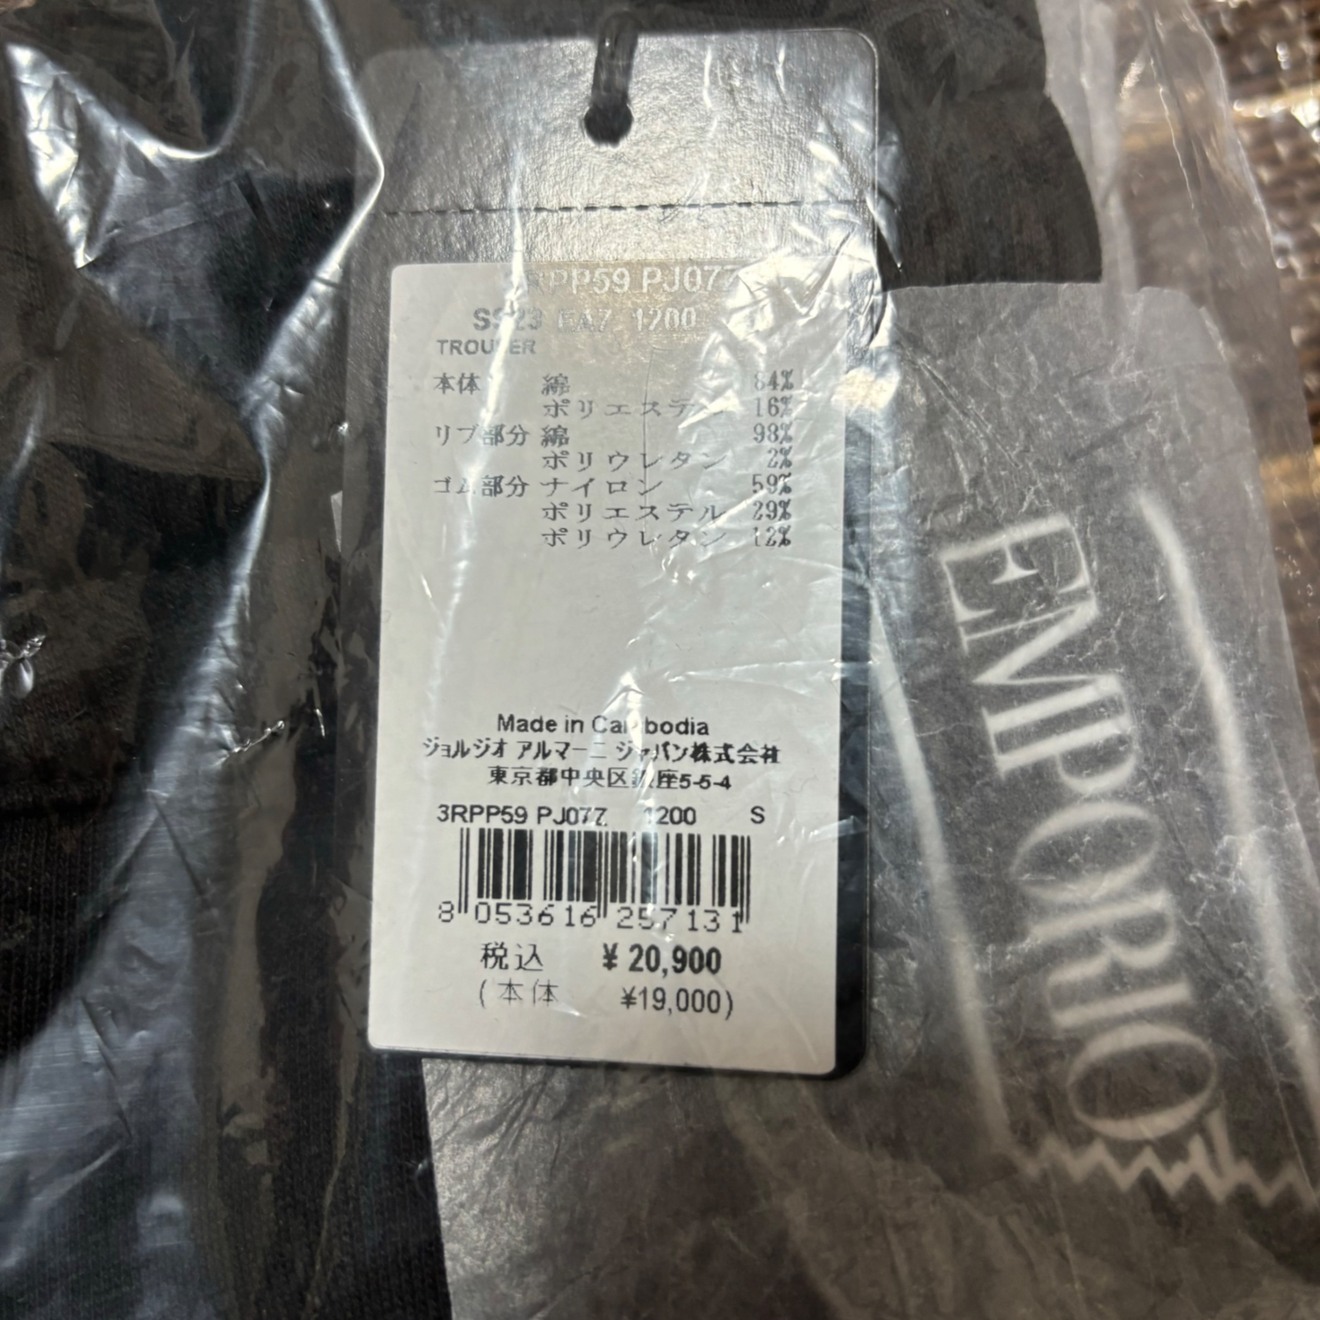 3RPP59 PJ07Z
SS23 EA7 1200
TROUSER
本体 綿 84%
ポリエステル 16%
リブ部分 綿 98%
ポリウレタン 2%
ゴム部分 ナイロン 59%
ポリエステル 29%
ポリウレタン 12%
Made in Cambodia
ジョルジオ アルマーニ ジャパン株式会社
東京都中央区銀座5-5-4
3RPP59 PJ07Z 1200 S
8 053616 257131
税込 ¥ 20,900
(本体 ¥19,000)
EMPORIO